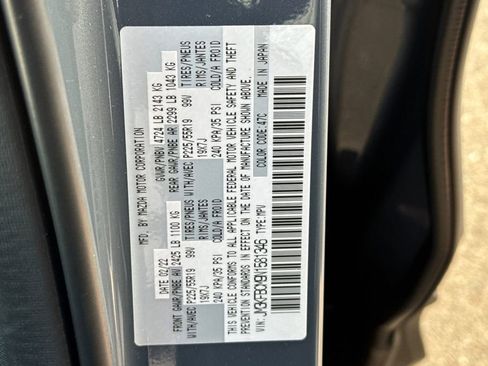 MFD. BY MAZDA MOTOR CORPORATION
DATE 02/22 GVWR/PNBV 4724 LB 2143 KG
FRONT GAWR/PNBE AV 2425 LB 1100 KG REAR GAWR/PNBE AR 2299 LB 1043 KG
TIRES/PNEUS WITH/AVEC P225/55R19 99V TIRES/PNEUS WITH/AVEC P225/55R19 99V
RIMS/JANTES 19X7J RIMS/JANTES 19X7J
COLD/A FROID 240 KPA/35 PSI COLD/A FROID 240 KPA/35 PSI
THIS VEHICLE CONFORMS TO ALL APPLICABLE FEDERAL MOTOR VEHICLE SAFETY AND THEFT
PREVENTION STANDARDS IN EFFECT ON THE DATE OF MANUFACTURE SHOWN ABOVE.
COLOR CODE: 47C MADE IN JAPAN
VIN: TYPE: MPV